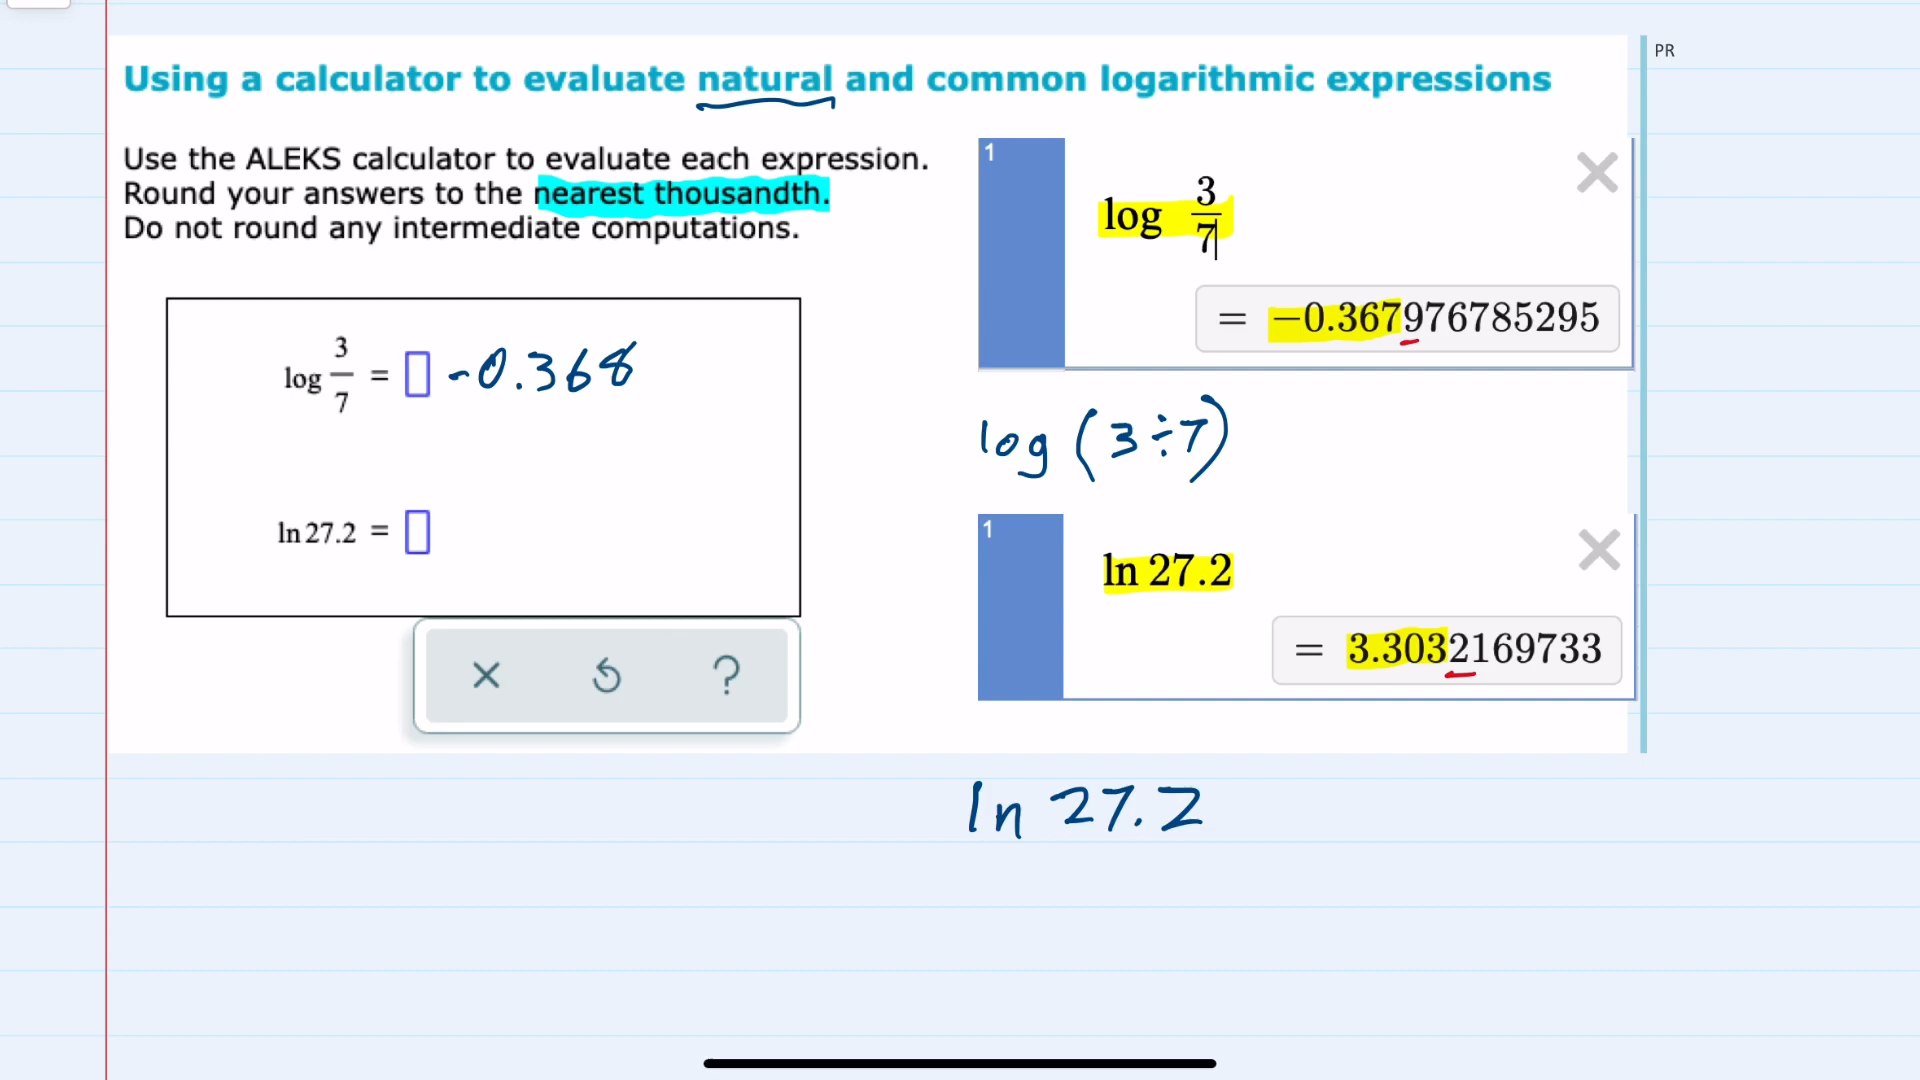 PR
Using a calculator to evaluate natural and common logarithmic expressions
Use the ALEKS calculator to evaluate each expression.
Round your answers to the nearest thousandth.
Do not round any intermediate computations.
log 3/7 = -0.368
ln 27.2 =
× ?
1
log 3/7
= −0.367976785295
log (3÷7)
1
ln 27.2
= 3.3032169733
ln 27.2